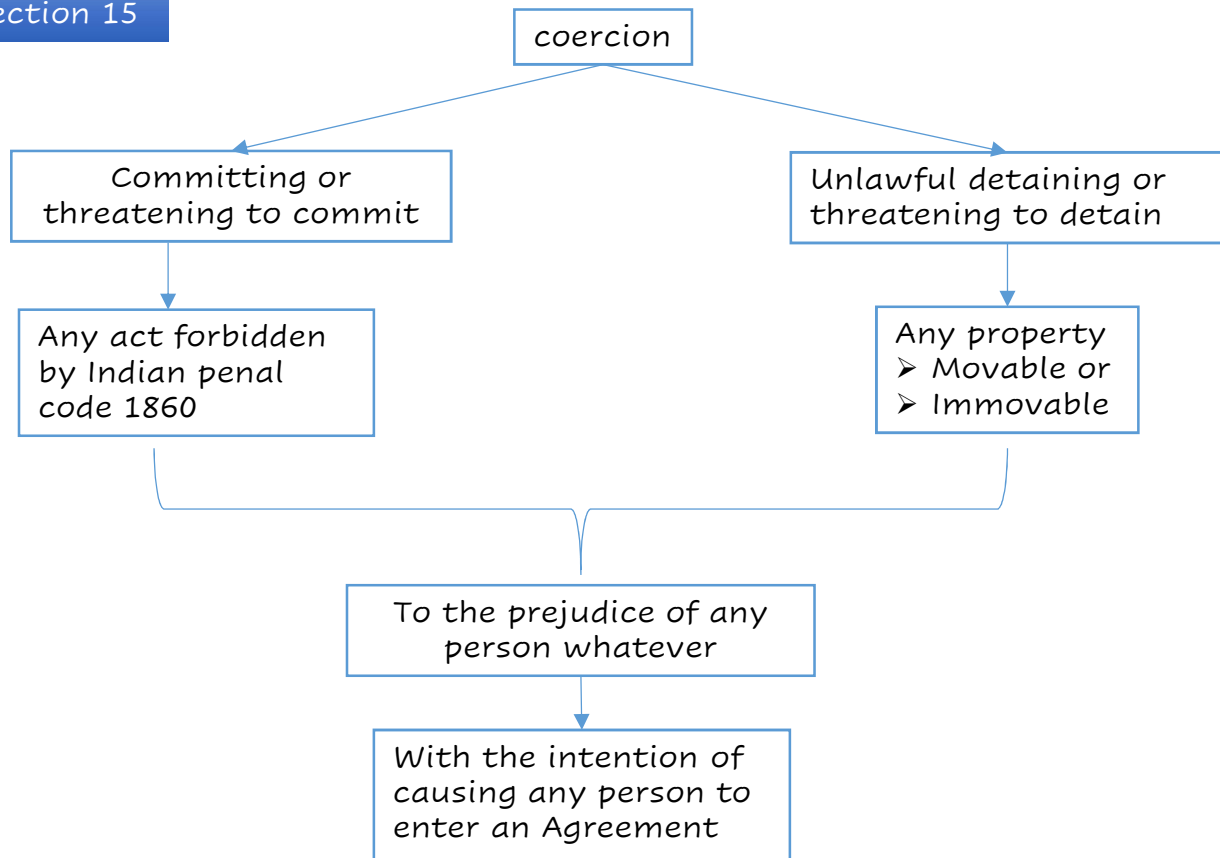 ection 15
coercion
Committing or
threatening to commit
Unlawful detaining or
threatening to detain
Any act forbidden
by Indian penal
code 1860
Any property
➢ Movable or
➢ Immovable
To the prejudice of any
person whatever
With the intention of
causing any person to
enter an Agreement